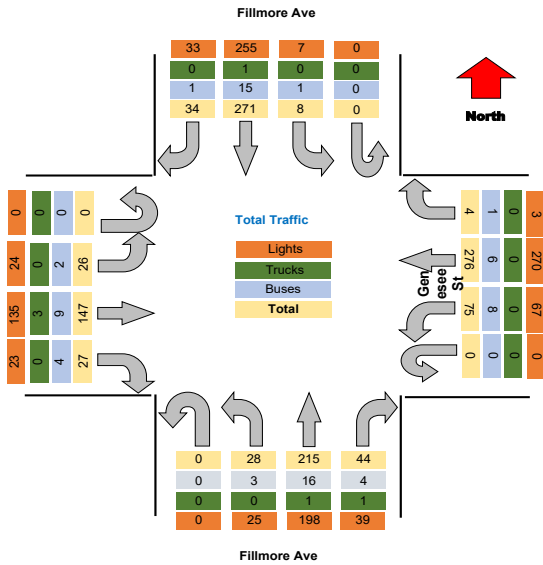 Fillmore Ave
33 255 7 0
0 1 0 0
1 15 1 0
34 271 8 0
North
0 0 0 0
24 0 2 26
135 3 9 147
23 0 4 27
Total Traffic
Lights
Trucks
Buses
Total
4 1 0 3
276 6 0 270
75 8 0 67
0 0 0 0
Gen
esee
St
0 28 215 44
0 3 16 4
0 0 1 1
0 25 198 39
Fillmore Ave